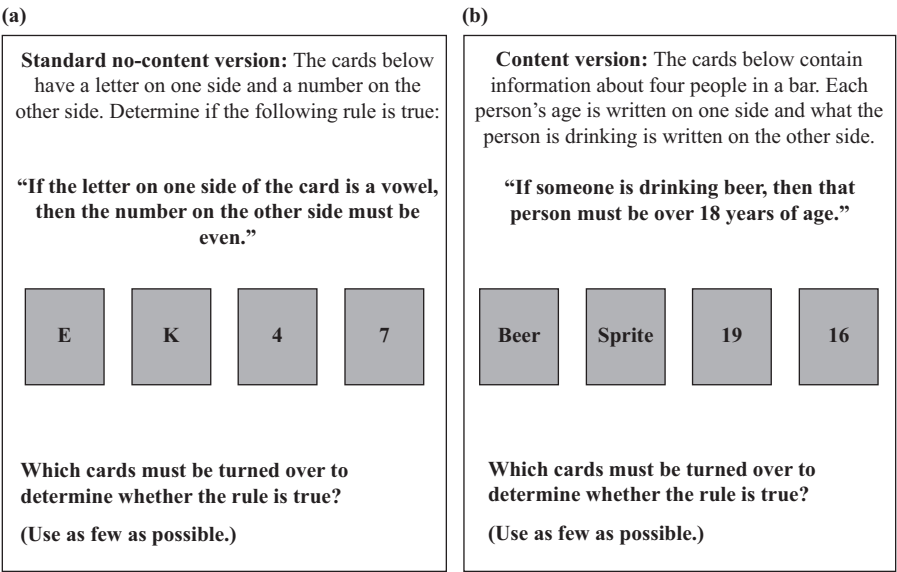 (a)
Standard no-content version: The cards below
have a letter on one side and a number on the
other side. Determine if the following rule is true:
“If the letter on one side of the card is a vowel,
then the number on the other side must be
even.”
E K 4 7
Which cards must be turned over to
determine whether the rule is true?
(Use as few as possible.)
(b)
Content version: The cards below contain
information about four people in a bar. Each
person’s age is written on one side and what the
person is drinking is written on the other side.
“If someone is drinking beer, then that
person must be over 18 years of age.”
Beer Sprite 19 16
Which cards must be turned over to
determine whether the rule is true?
(Use as few as possible.)